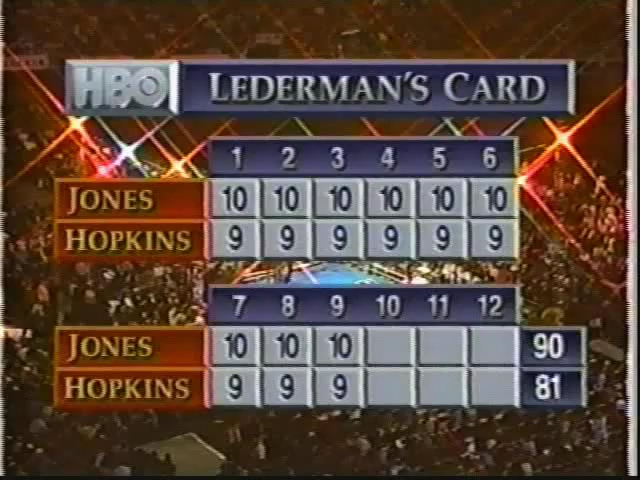 HBO LEDERMAN'S CARD
1 2 3 4 5 6
JONES 10 10 10 10 10 10
HOPKINS 9 9 9 9 9 9
7 8 9 10 11 12
JONES 10 10 10 90
HOPKINS 9 9 9 81